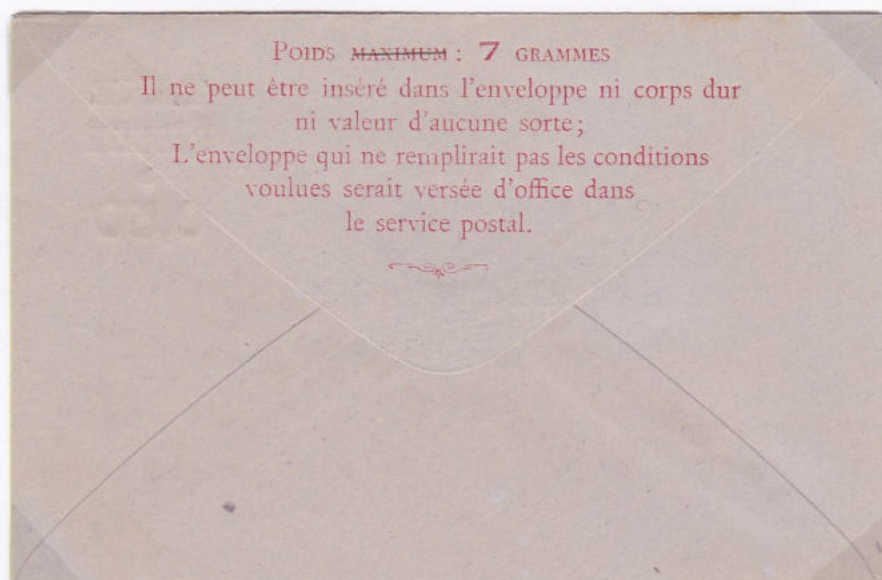 POIDS MAXIMUM : 7 GRAMMES
Il ne peut être inséré dans l'enveloppe ni corps dur
ni valeur d'aucune sorte;
L'enveloppe qui ne remplirait pas les conditions
voulues serait versée d'office dans
le service postal.